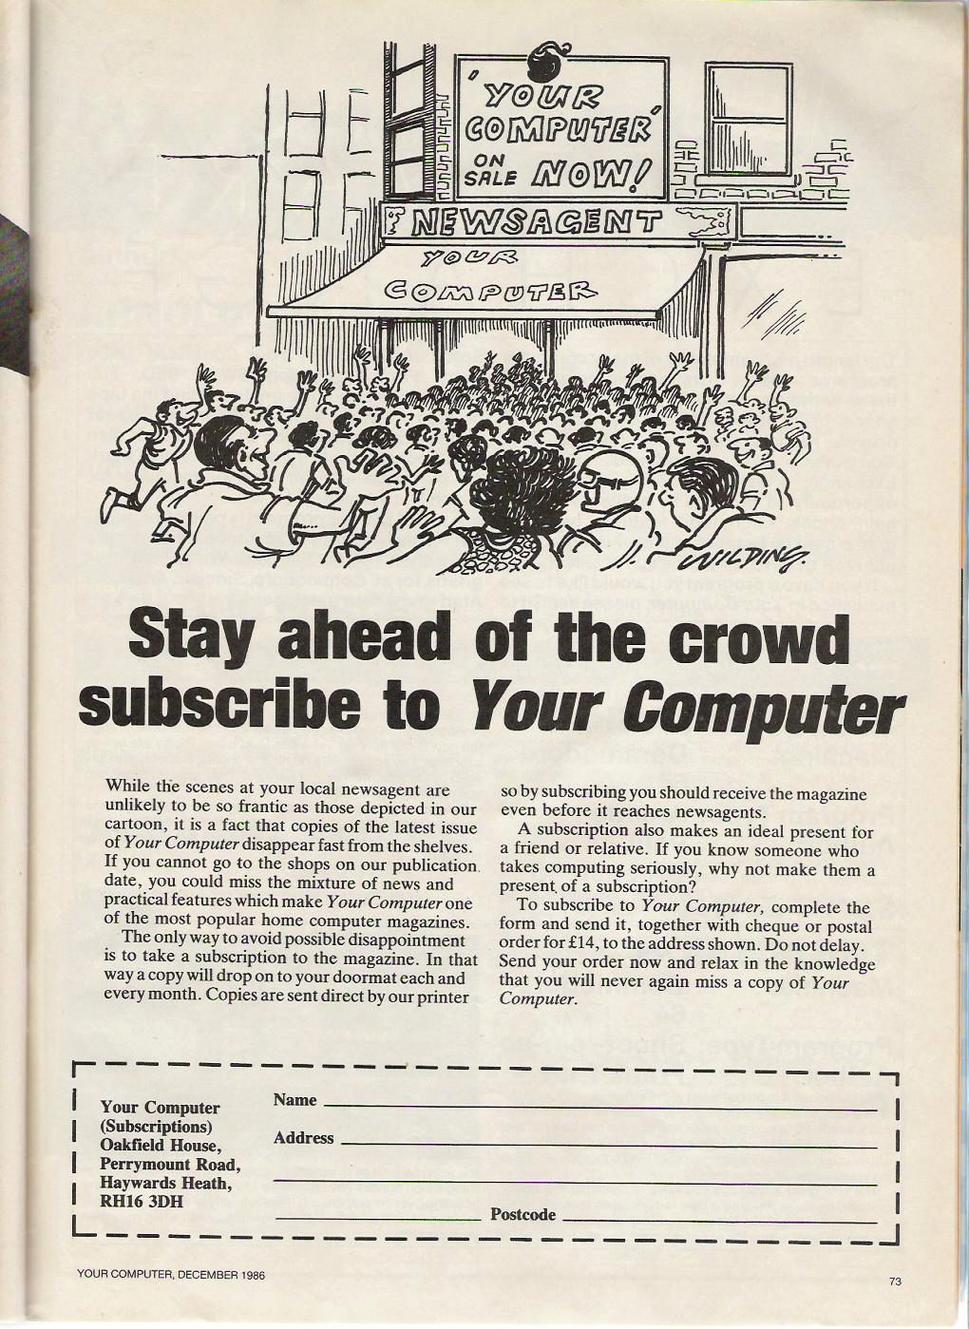 'YOUR
COMPUTER'
ON
SALE NOW!
NEWSAGENT
YOUR
COMPUTER
WILDING.
Stay ahead of the crowd
subscribe to Your Computer
While the scenes at your local newsagent are
unlikely to be so frantic as those depicted in our
cartoon, it is a fact that copies of the latest issue
of Your Computer disappear fast from the shelves.
If you cannot go to the shops on our publication
date, you could miss the mixture of news and
practical features which make Your Computer one
of the most popular home computer magazines.
The only way to avoid possible disappointment
is to take a subscription to the magazine. In that
way a copy will drop on to your doormat each and
every month. Copies are sent direct by our printer
so by subscribing you should receive the magazine
even before it reaches newsagents.
A subscription also makes an ideal present for
a friend or relative. If you know someone who
takes computing seriously, why not make them a
present of a subscription?
To subscribe to Your Computer, complete the
form and send it, together with cheque or postal
order for £14, to the address shown. Do not delay.
Send your order now and relax in the knowledge
that you will never again miss a copy of Your
Computer.
Your Computer
(Subscriptions)
Oakfield House,
Perrymount Road,
Haywards Heath,
RH16 3DH
Name
Address
Postcode
YOUR COMPUTER, DECEMBER 1986
73